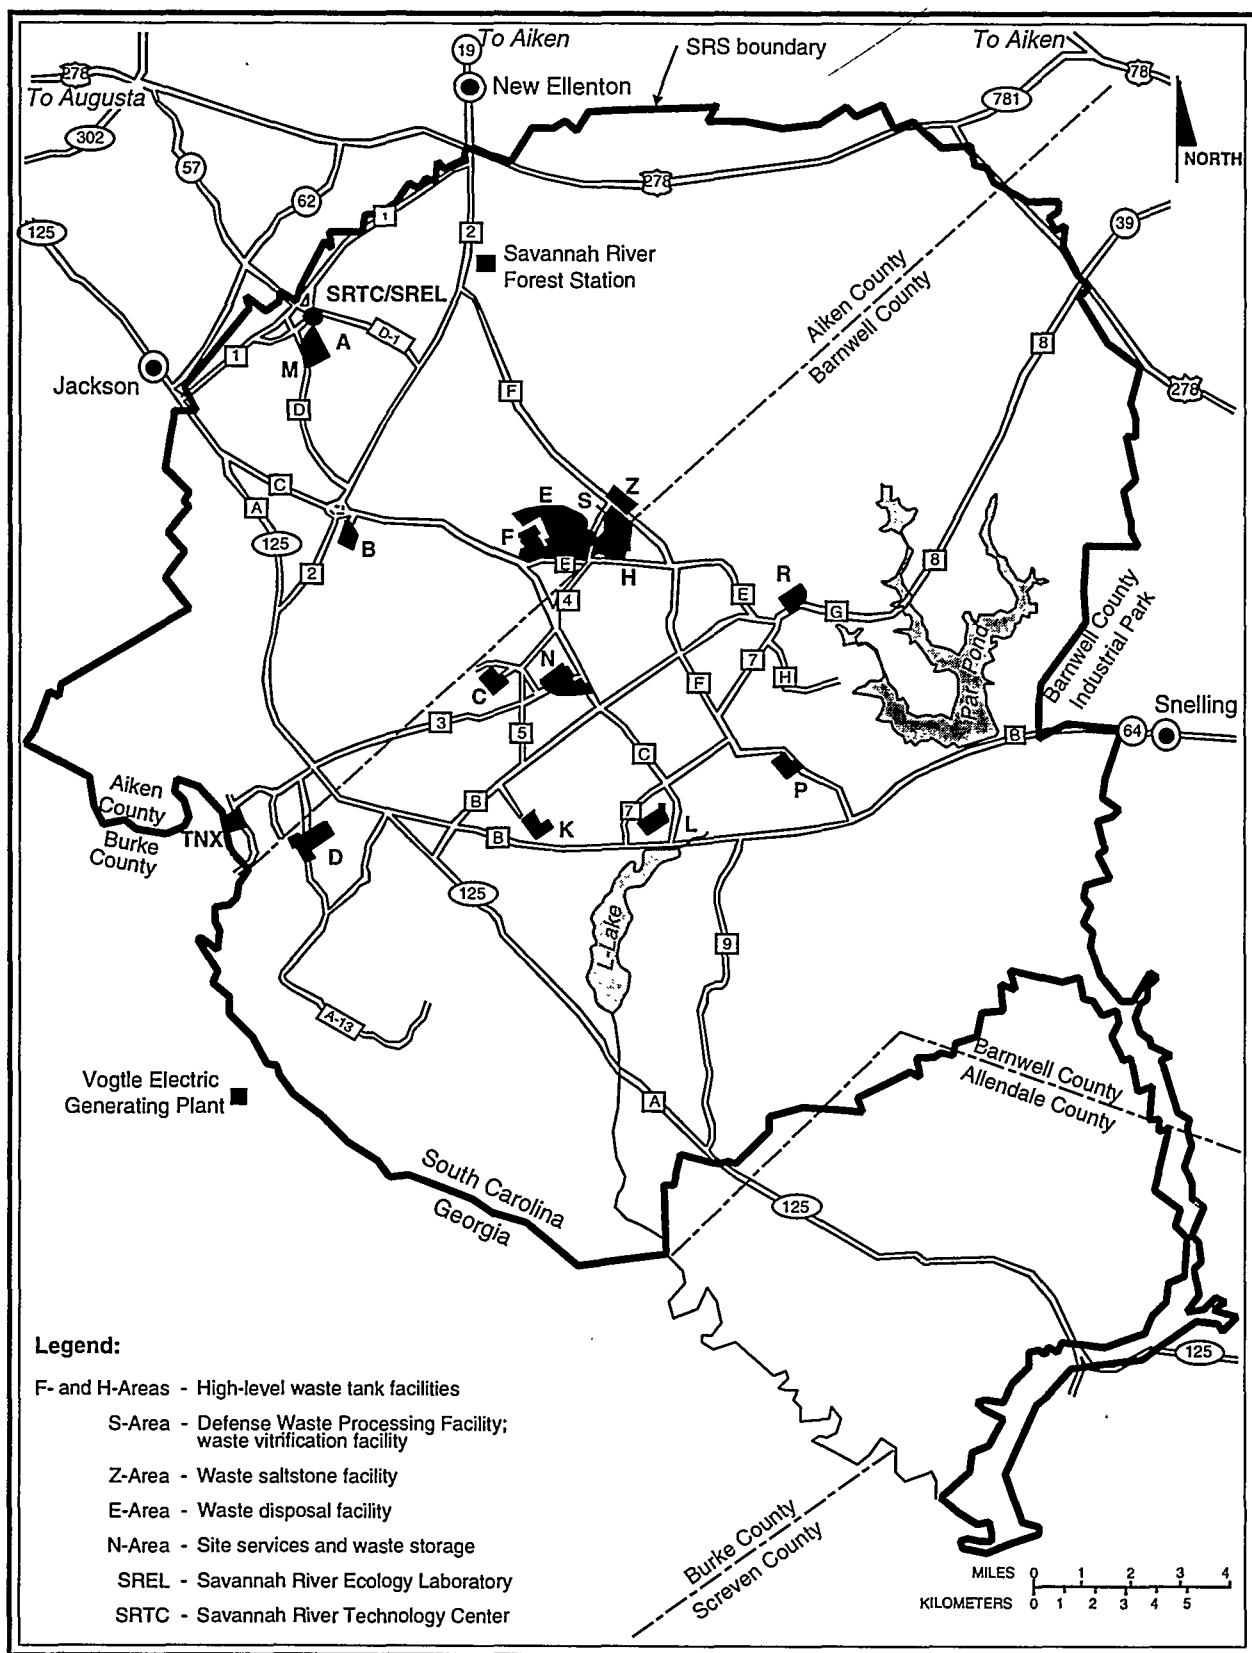 19
To Aiken
SRS boundary
To Aiken
278
To Augusta
New Ellenton
781
78
302
57
NORTH
62
278
1
125
2
39
Savannah River
Forest Station
SRTC/SREL
Aiken County
Barnwell County
D-1
A
8
1
M
Jackson
F
278
D
C
Z
E
S
A
F
125
B
2
E
H
8
R
E
4
G
Barnwell County
Industrial Park
7
N
H
C
F
Par Pond
Snelling
3
5
B
64
C
Aiken
County
P
B
7
TNX
Burke
County
K
L
B
D
125
L-Lake
9
A-13
Barnwell County
Allendale County
Vogtle Electric
Generating Plant
A
South Carolina
Georgia
125
Legend:
125
F- and H-Areas - High-level waste tank facilities
S-Area - Defense Waste Processing Facility;
waste vitrification facility
Z-Area - Waste saltstone facility
E-Area - Waste disposal facility
N-Area - Site services and waste storage
SREL - Savannah River Ecology Laboratory
SRTC - Savannah River Technology Center
Burke County
Screven County
MILES 0 1 2 3 4
KILOMETERS 0 1 2 3 4 5